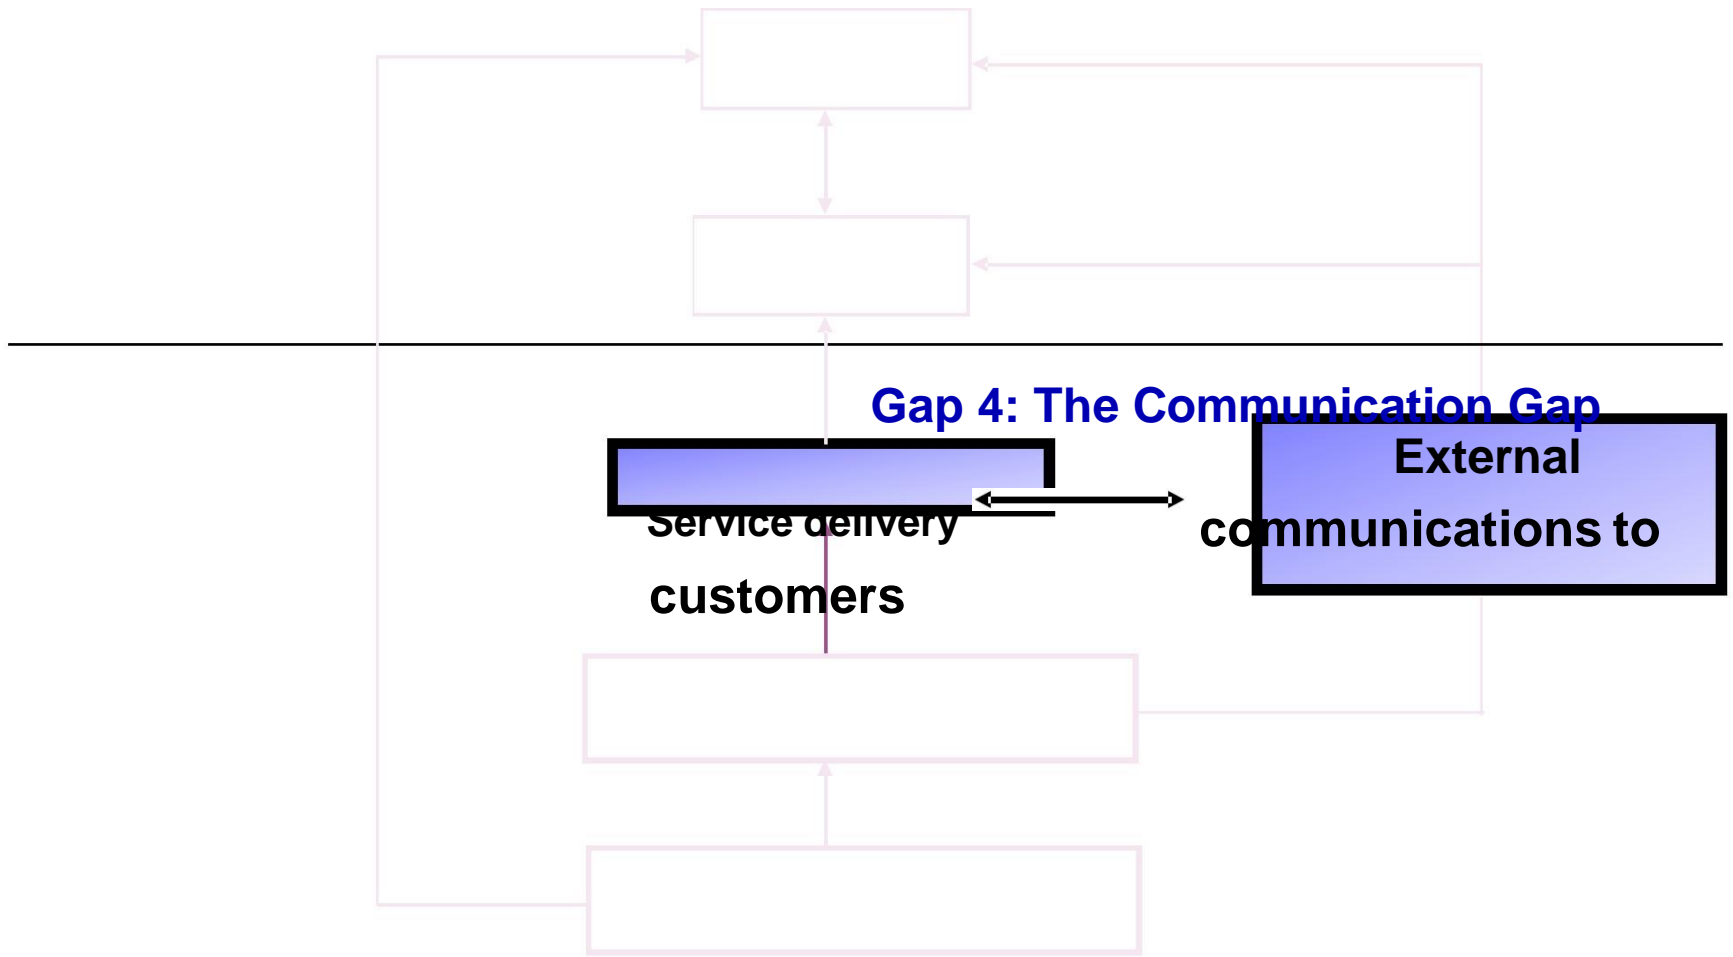 Gap 4: The Communication Gap
External
Service delivery
communications to
customers